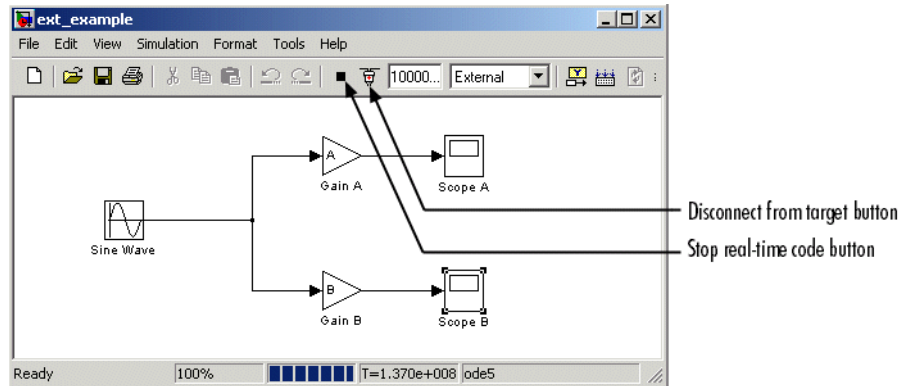 ext_example
File Edit View Simulation Format Tools Help
10000... External
A
Gain A
Scope A
Disconnect from target button
Sine Wave
Stop real-time code button
B
Gain B
Scope B
Ready 100% T=1.370e+008 ode5